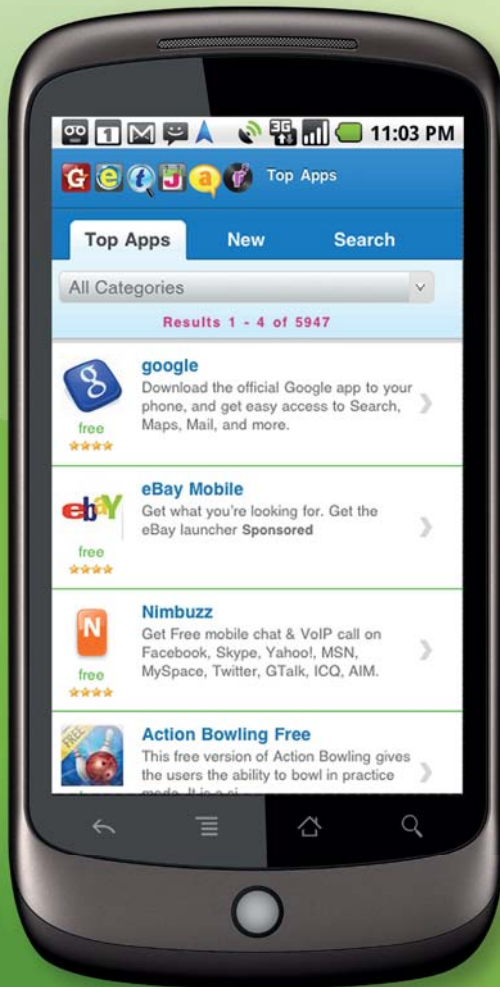 1
3G
11:03 PM
G e t J a f Top Apps
Top Apps New Search
All Categories
Results 1 - 4 of 5947
g
google
Download the official Google app to your
phone, and get easy access to Search,
Maps, Mail, and more.
free
ebaY
eBay Mobile
Get what you're looking for. Get the
eBay launcher Sponsored
free
N
Nimbuzz
Get Free mobile chat & VoIP call on
Facebook, Skype, Yahoo!, MSN,
MySpace, Twitter, GTalk, ICQ, AIM.
free
FREE
Action Bowling Free
This free version of Action Bowling gives
the users the ability to bowl in practice